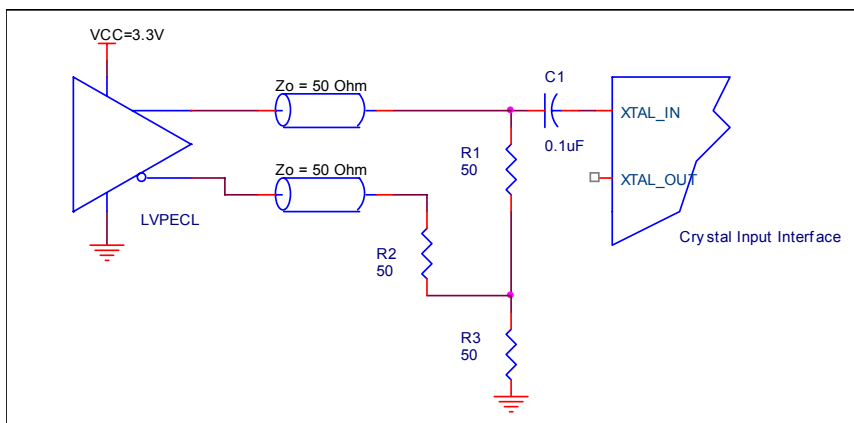 VCC=3.3V
Zo = 50 Ohm
C1
0.1uF
XTAL_IN
R1
50
Zo = 50 Ohm
XTAL_OUT
LVPECL
R2
50
Crystal Input Interface
R3
50